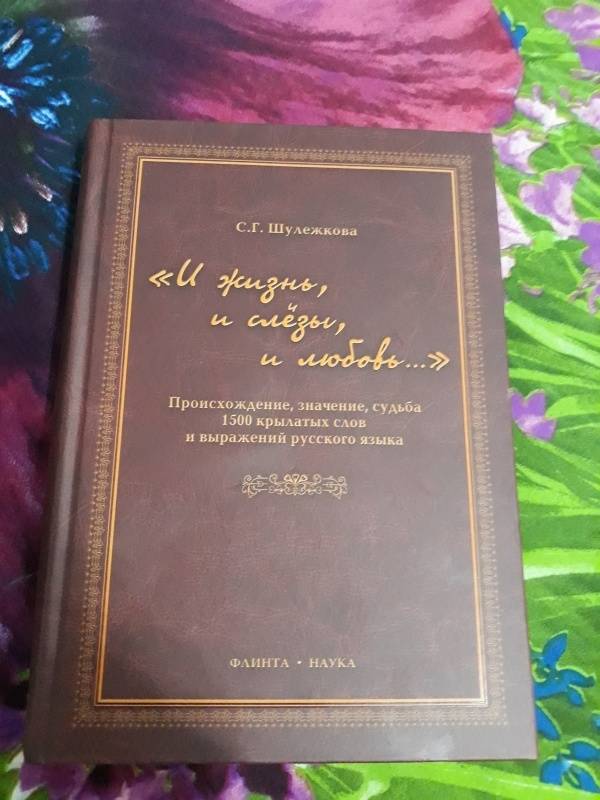 С.Г. Шулежкова
«И жизнь,
и слёзы,
и любовь...»
Происхождение, значение, судьба
1500 крылатых слов
и выражений русского языка
ФЛИНТА • НАУКА